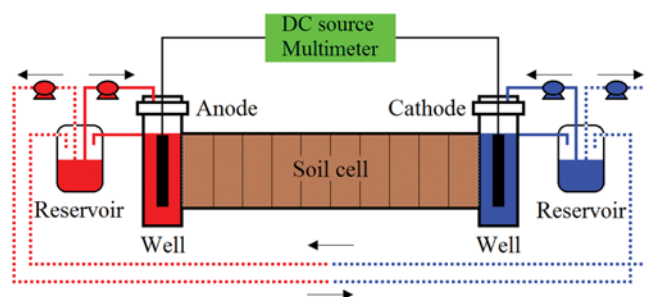 DC source
Multimeter
Anode
Cathode
Soil cell
Reservoir
Reservoir
Well
Well